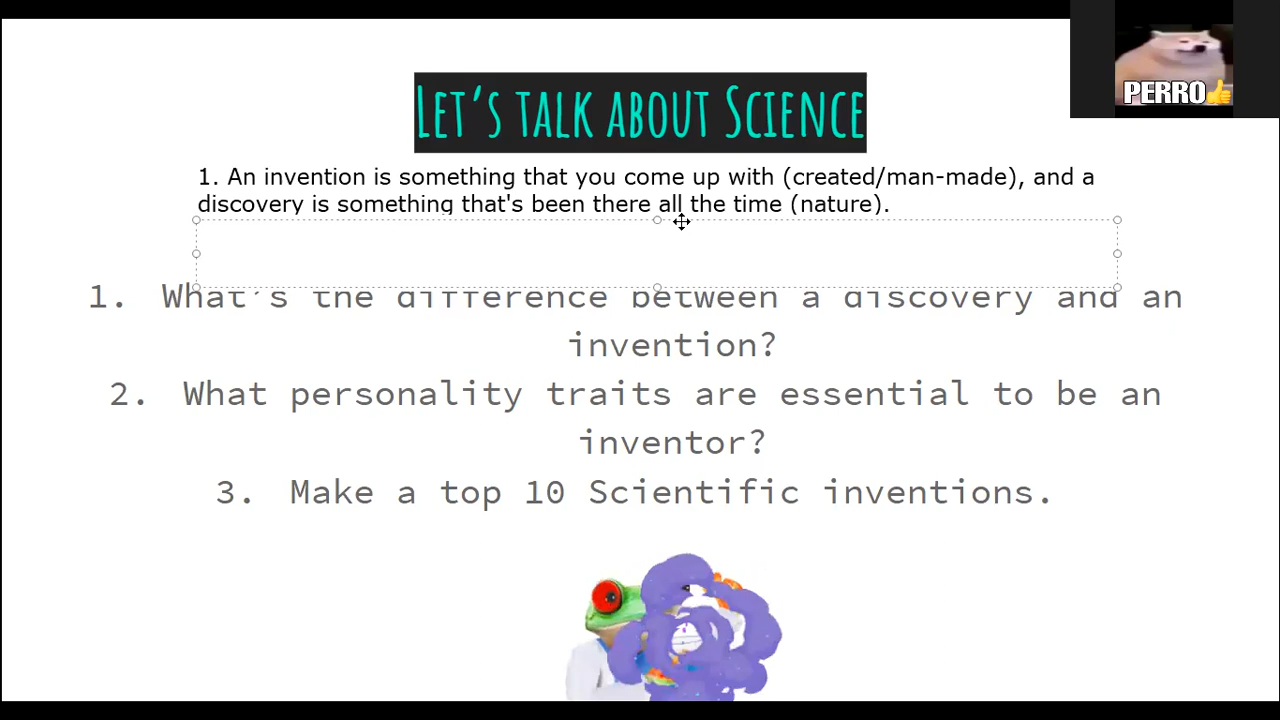 Let's talk about Science
PERRO👍
1. An invention is something that you come up with (created/man-made), and a
discovery is something that's been there all the time (nature).
1. What's the difference between a discovery and an
invention?
2. What personality traits are essential to be an
inventor?
3. Make a top 10 Scientific inventions.